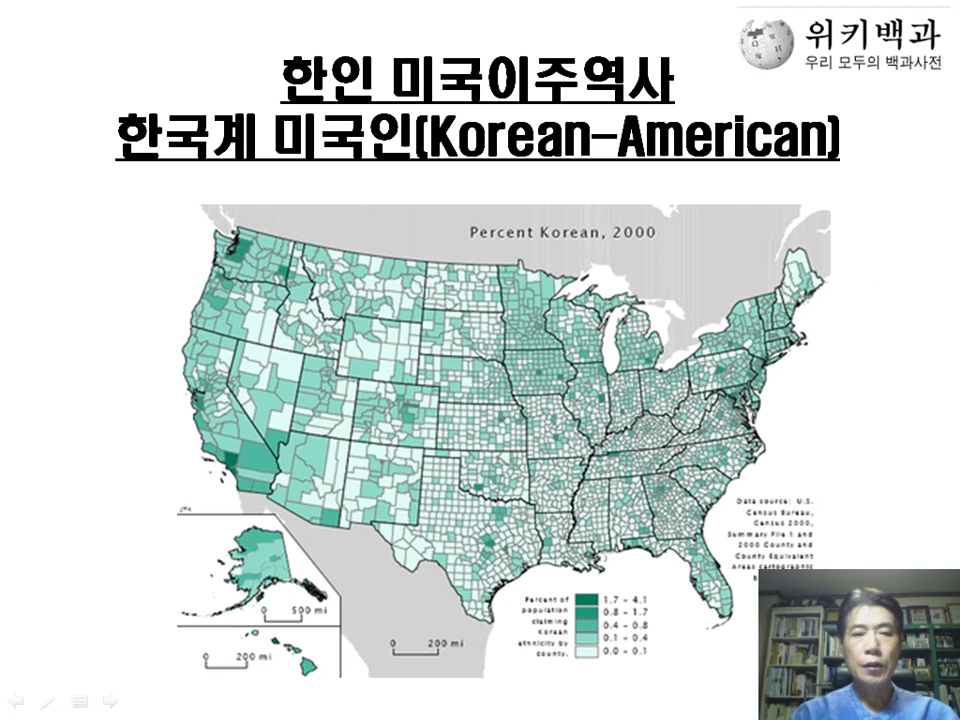 위키백과
우리 모두의 백과사전
한인 미국이주역사
한국계 미국인(Korean-American)
Percent Korean, 2000
Data source: U.S.
Census Bureau,
Census 2000,
Summary File 1 and
2000 County and
County Equivalent
Areas cartographic
Percent of
population
claiming
Korean
ethnicity by
county.
1.7 - 4.1
0.8 - 1.7
0.4 - 0.8
0.1 - 0.4
0.0 - 0.1
0 500 mi
0 200 mi
0 200 mi